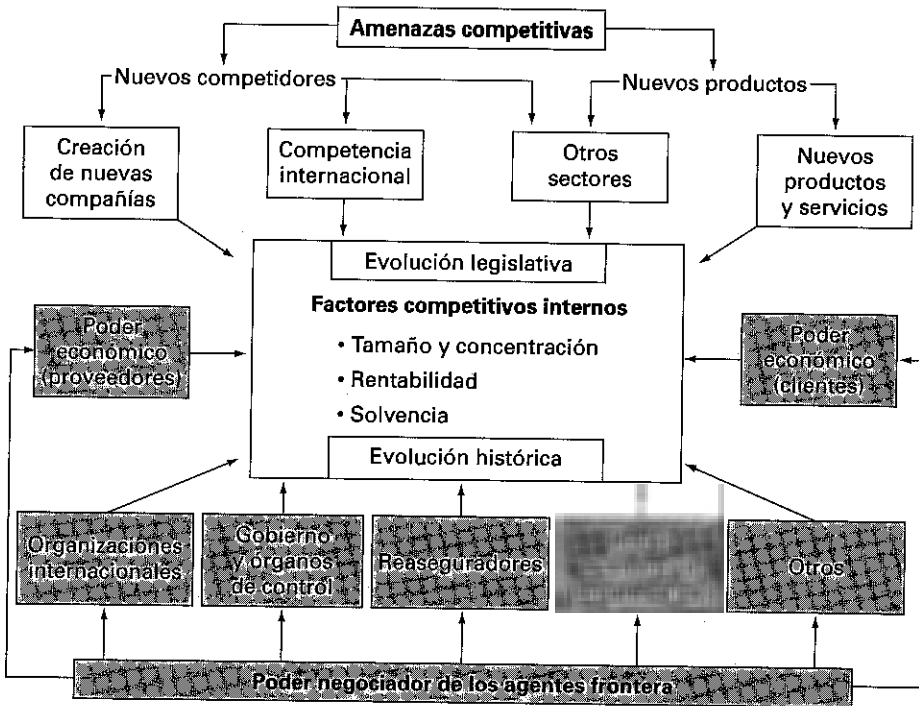 Amenazas competitivas
Nuevos competidores
Nuevos productos
Creación
de nuevas
compañías
Competencia
internacional
Otros
sectores
Nuevos
productos
y servicios
Evolución legislativa
Factores competitivos internos
• Tamaño y concentración
• Rentabilidad
• Solvencia
Evolución histórica
Poder
económico
(proveedores)
Poder
económico
(clientes)
Organizaciones
internacionales
Gobierno
y órganos
de control
Reaseguradores
Otros
Poder negociador de los agentes frontera